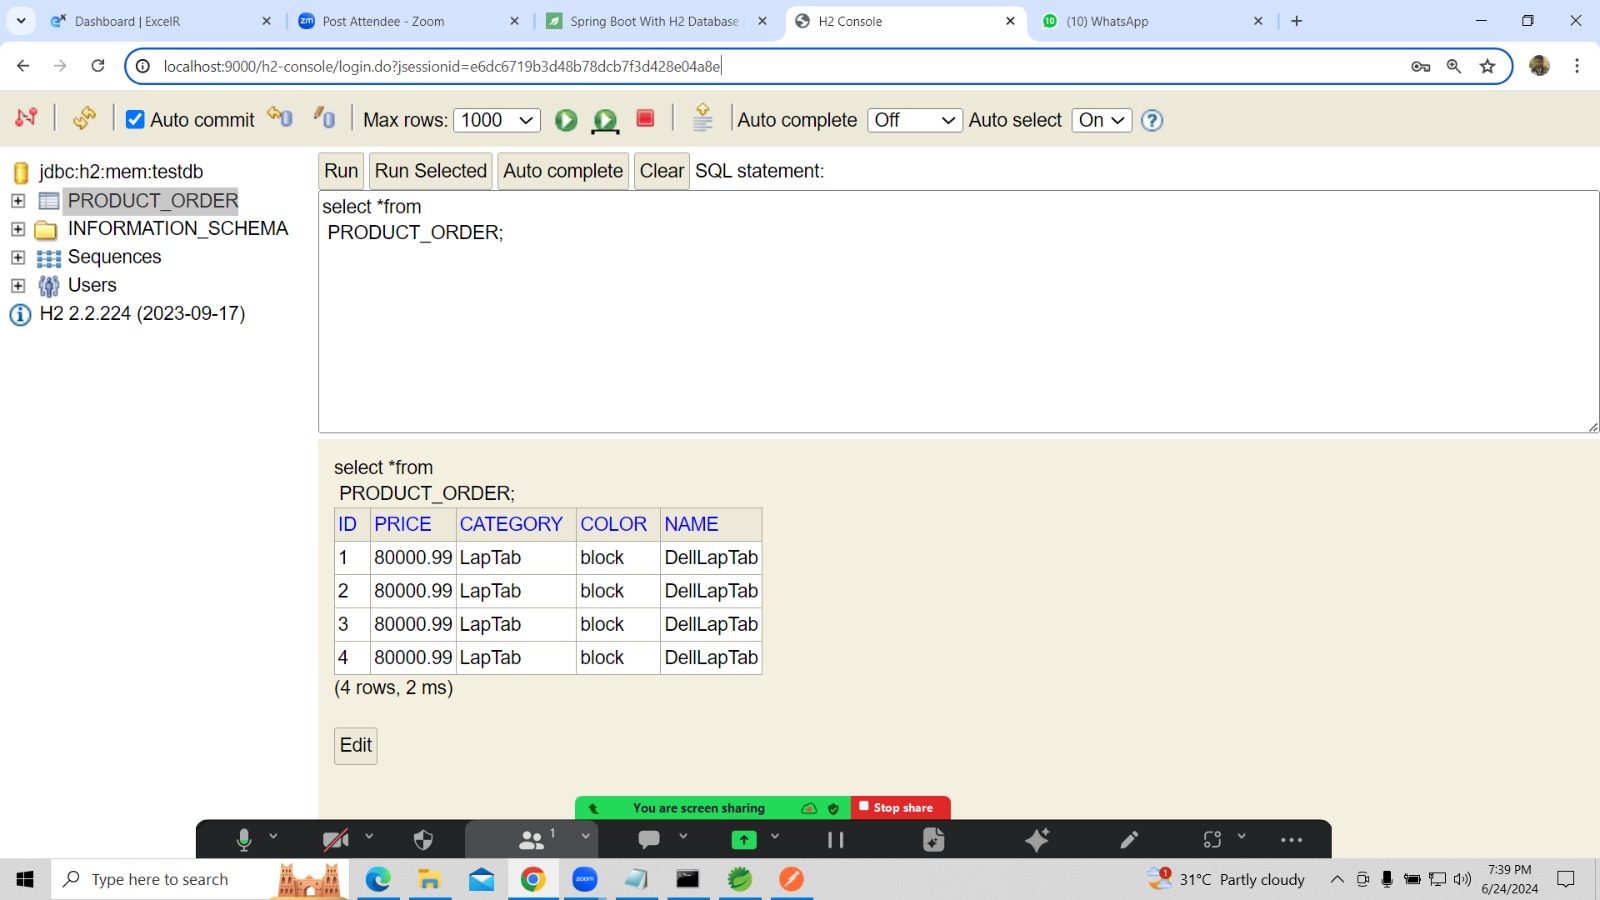 Dashboard | ExcelR
zm Post Attendee - Zoom
Spring Boot With H2 Database
H2 Console
10 (10) WhatsApp
localhost:9000/h2-console/login.do?jsessionid=e6dc6719b3d48b78dcb7f3d428e04a8e
Auto commit Max rows: 1000 Auto complete Off Auto select On ?
jdbc:h2:mem:testdb
PRODUCT_ORDER
INFORMATION_SCHEMA
Sequences
Users
H2 2.2.224 (2023-09-17)
Run Run Selected Auto complete Clear SQL statement:
select *from
PRODUCT_ORDER;
select *from
PRODUCT_ORDER;
ID PRICE CATEGORY COLOR NAME
1 80000.99 LapTab block DellLapTab
2 80000.99 LapTab block DellLapTab
3 80000.99 LapTab block DellLapTab
4 80000.99 LapTab block DellLapTab
(4 rows, 2 ms)
Edit
You are screen sharing Stop share
1
Type here to search
zoom
1 31°C Partly cloudy
7:39 PM
6/24/2024